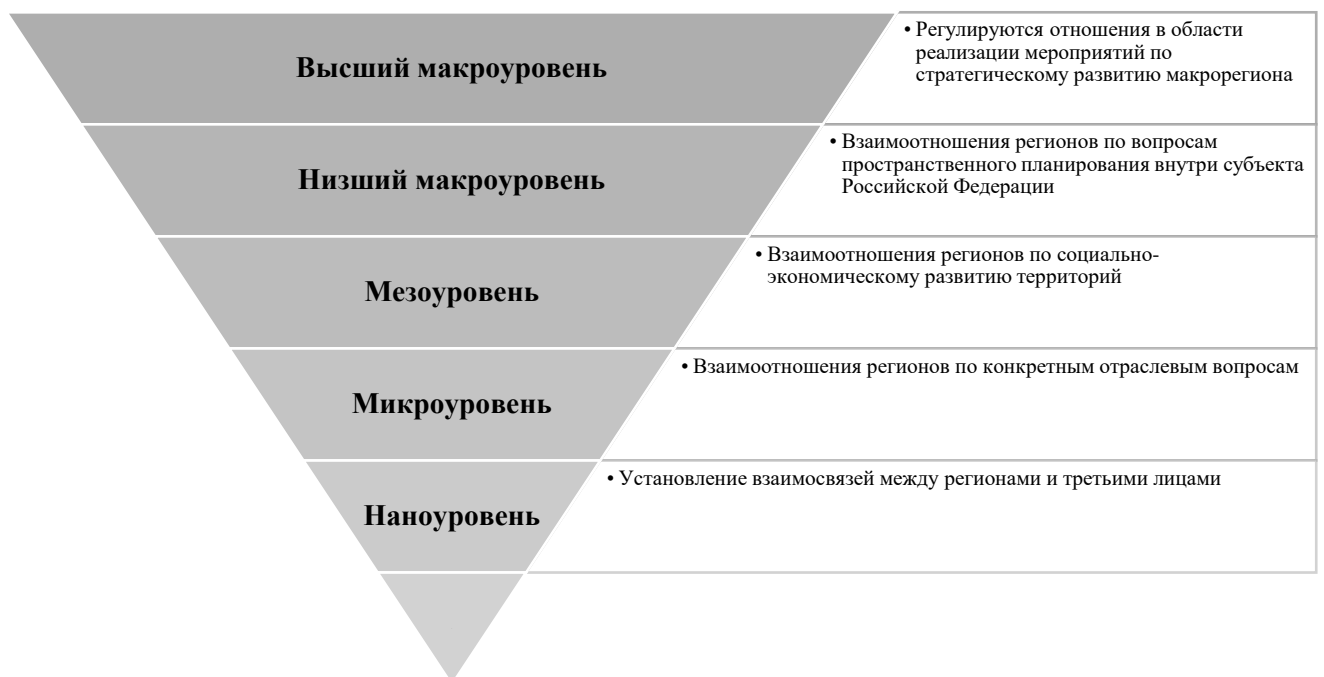 Высший макроуровень
• Регулируются отношения в области
реализации мероприятий по
стратегическому развитию макрорегиона
Низший макроуровень
• Взаимоотношения регионов по вопросам
пространственного планирования внутри субъекта
Российской Федерации
Мезоуровень
• Взаимоотношения регионов по социально-
экономическому развитию территорий
Микроуровень
• Взаимоотношения регионов по конкретным отраслевым вопросам
Наноуровень
• Установление взаимосвязей между регионами и третьими лицами